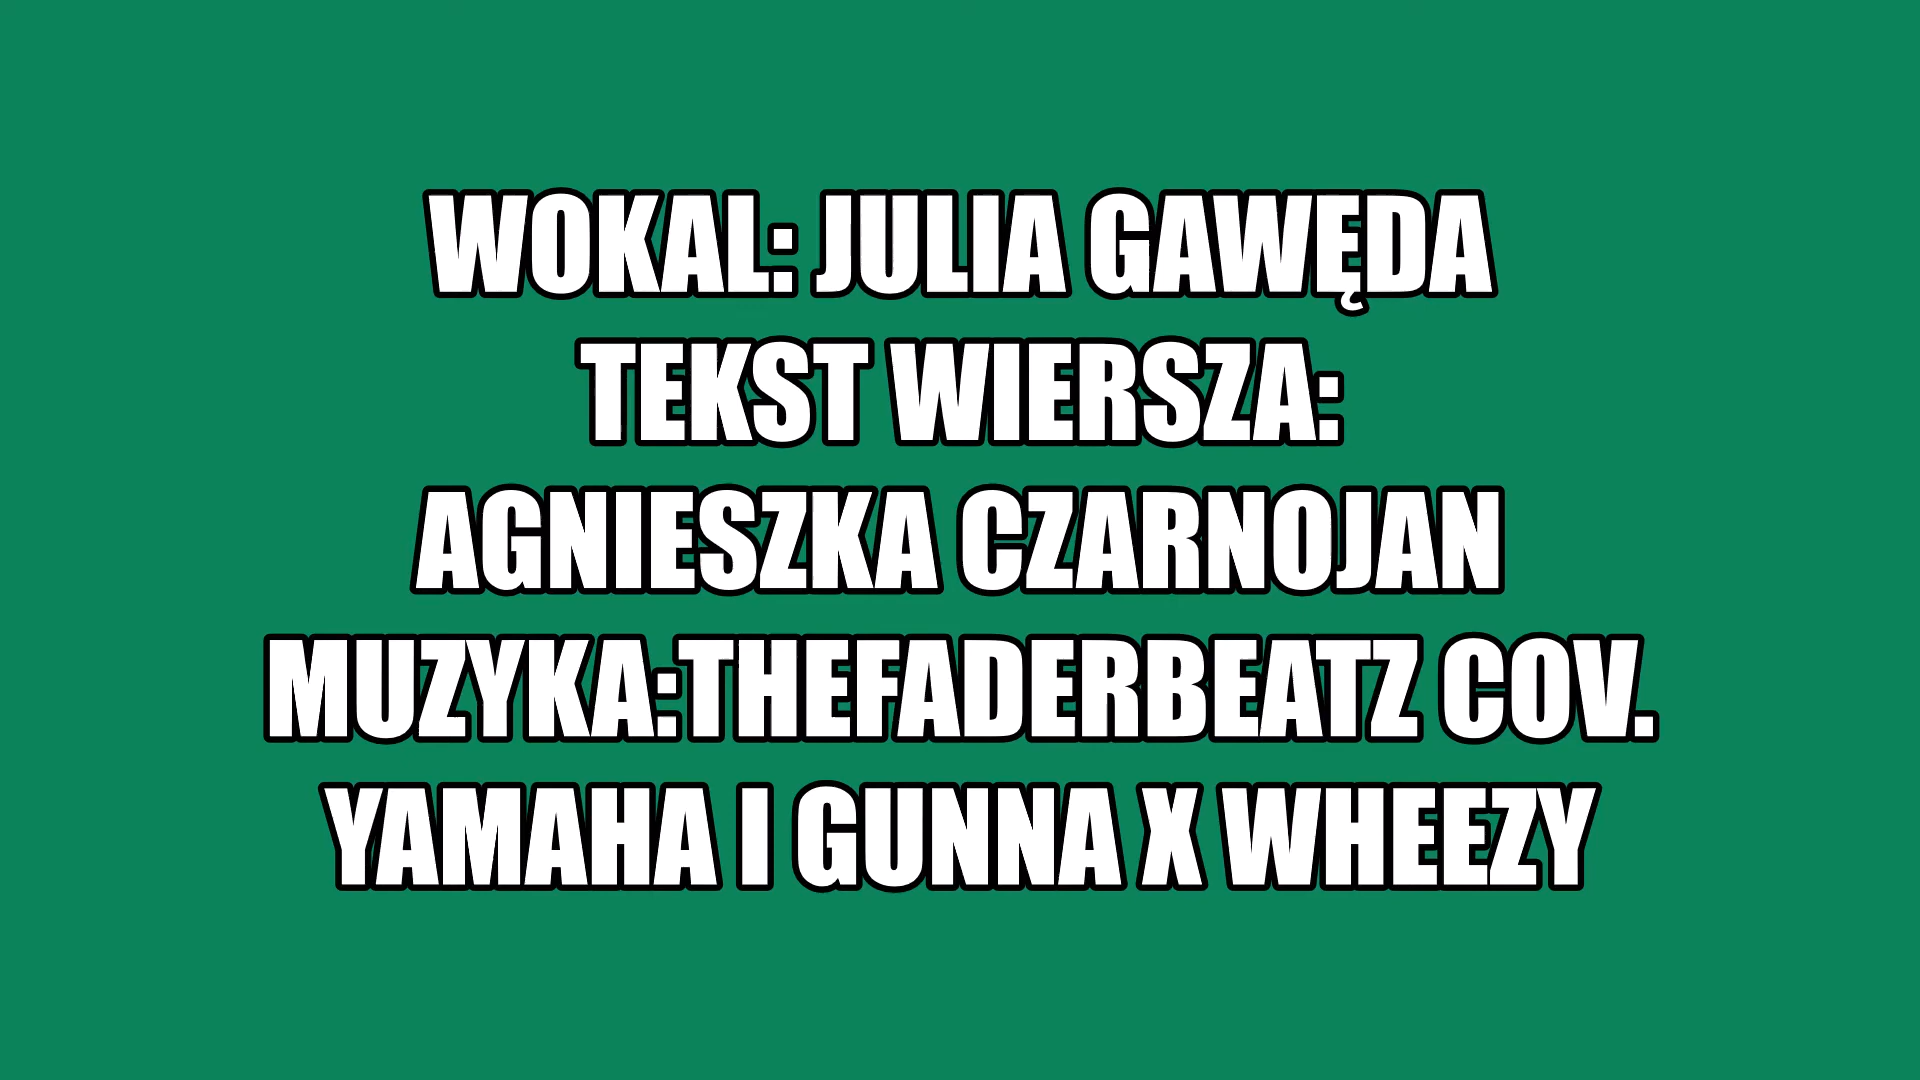 WOKAL: JULIA GAWĘDA
TEKST WIERSZA:
AGNIESZKA CZARNOJAN
MUZYKA:THEFADERBEATZ COV.
YAMAHA I GUNNA X WHEEZY